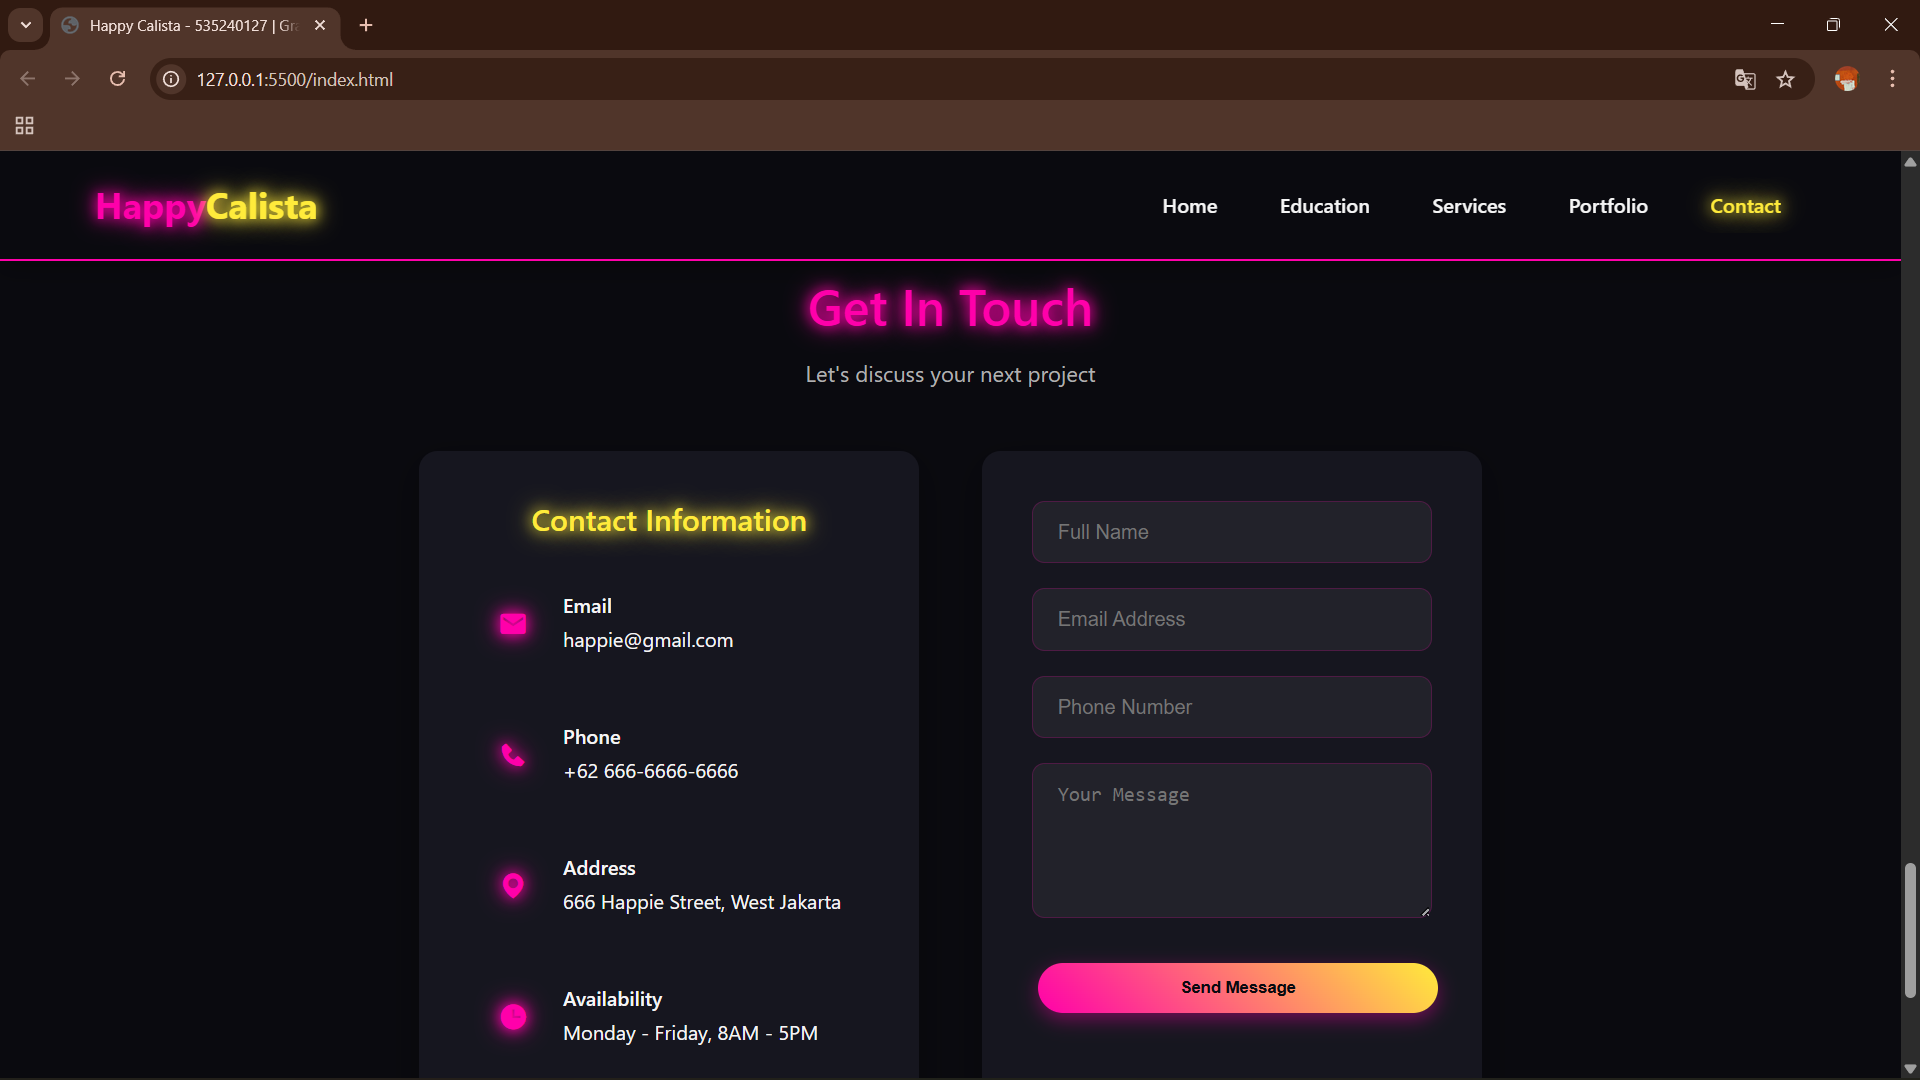 Happy Calista - 535240127 | Gr
127.0.0.1:5500/index.html
HappyCalista
Home Education Services Portfolio Contact
Get In Touch
Let's discuss your next project
Contact Information
Email
happie@gmail.com
Phone
+62 666-6666-6666
Address
666 Happie Street, West Jakarta
Availability
Monday - Friday, 8AM - 5PM
Full Name
Email Address
Phone Number
Your Message
Send Message